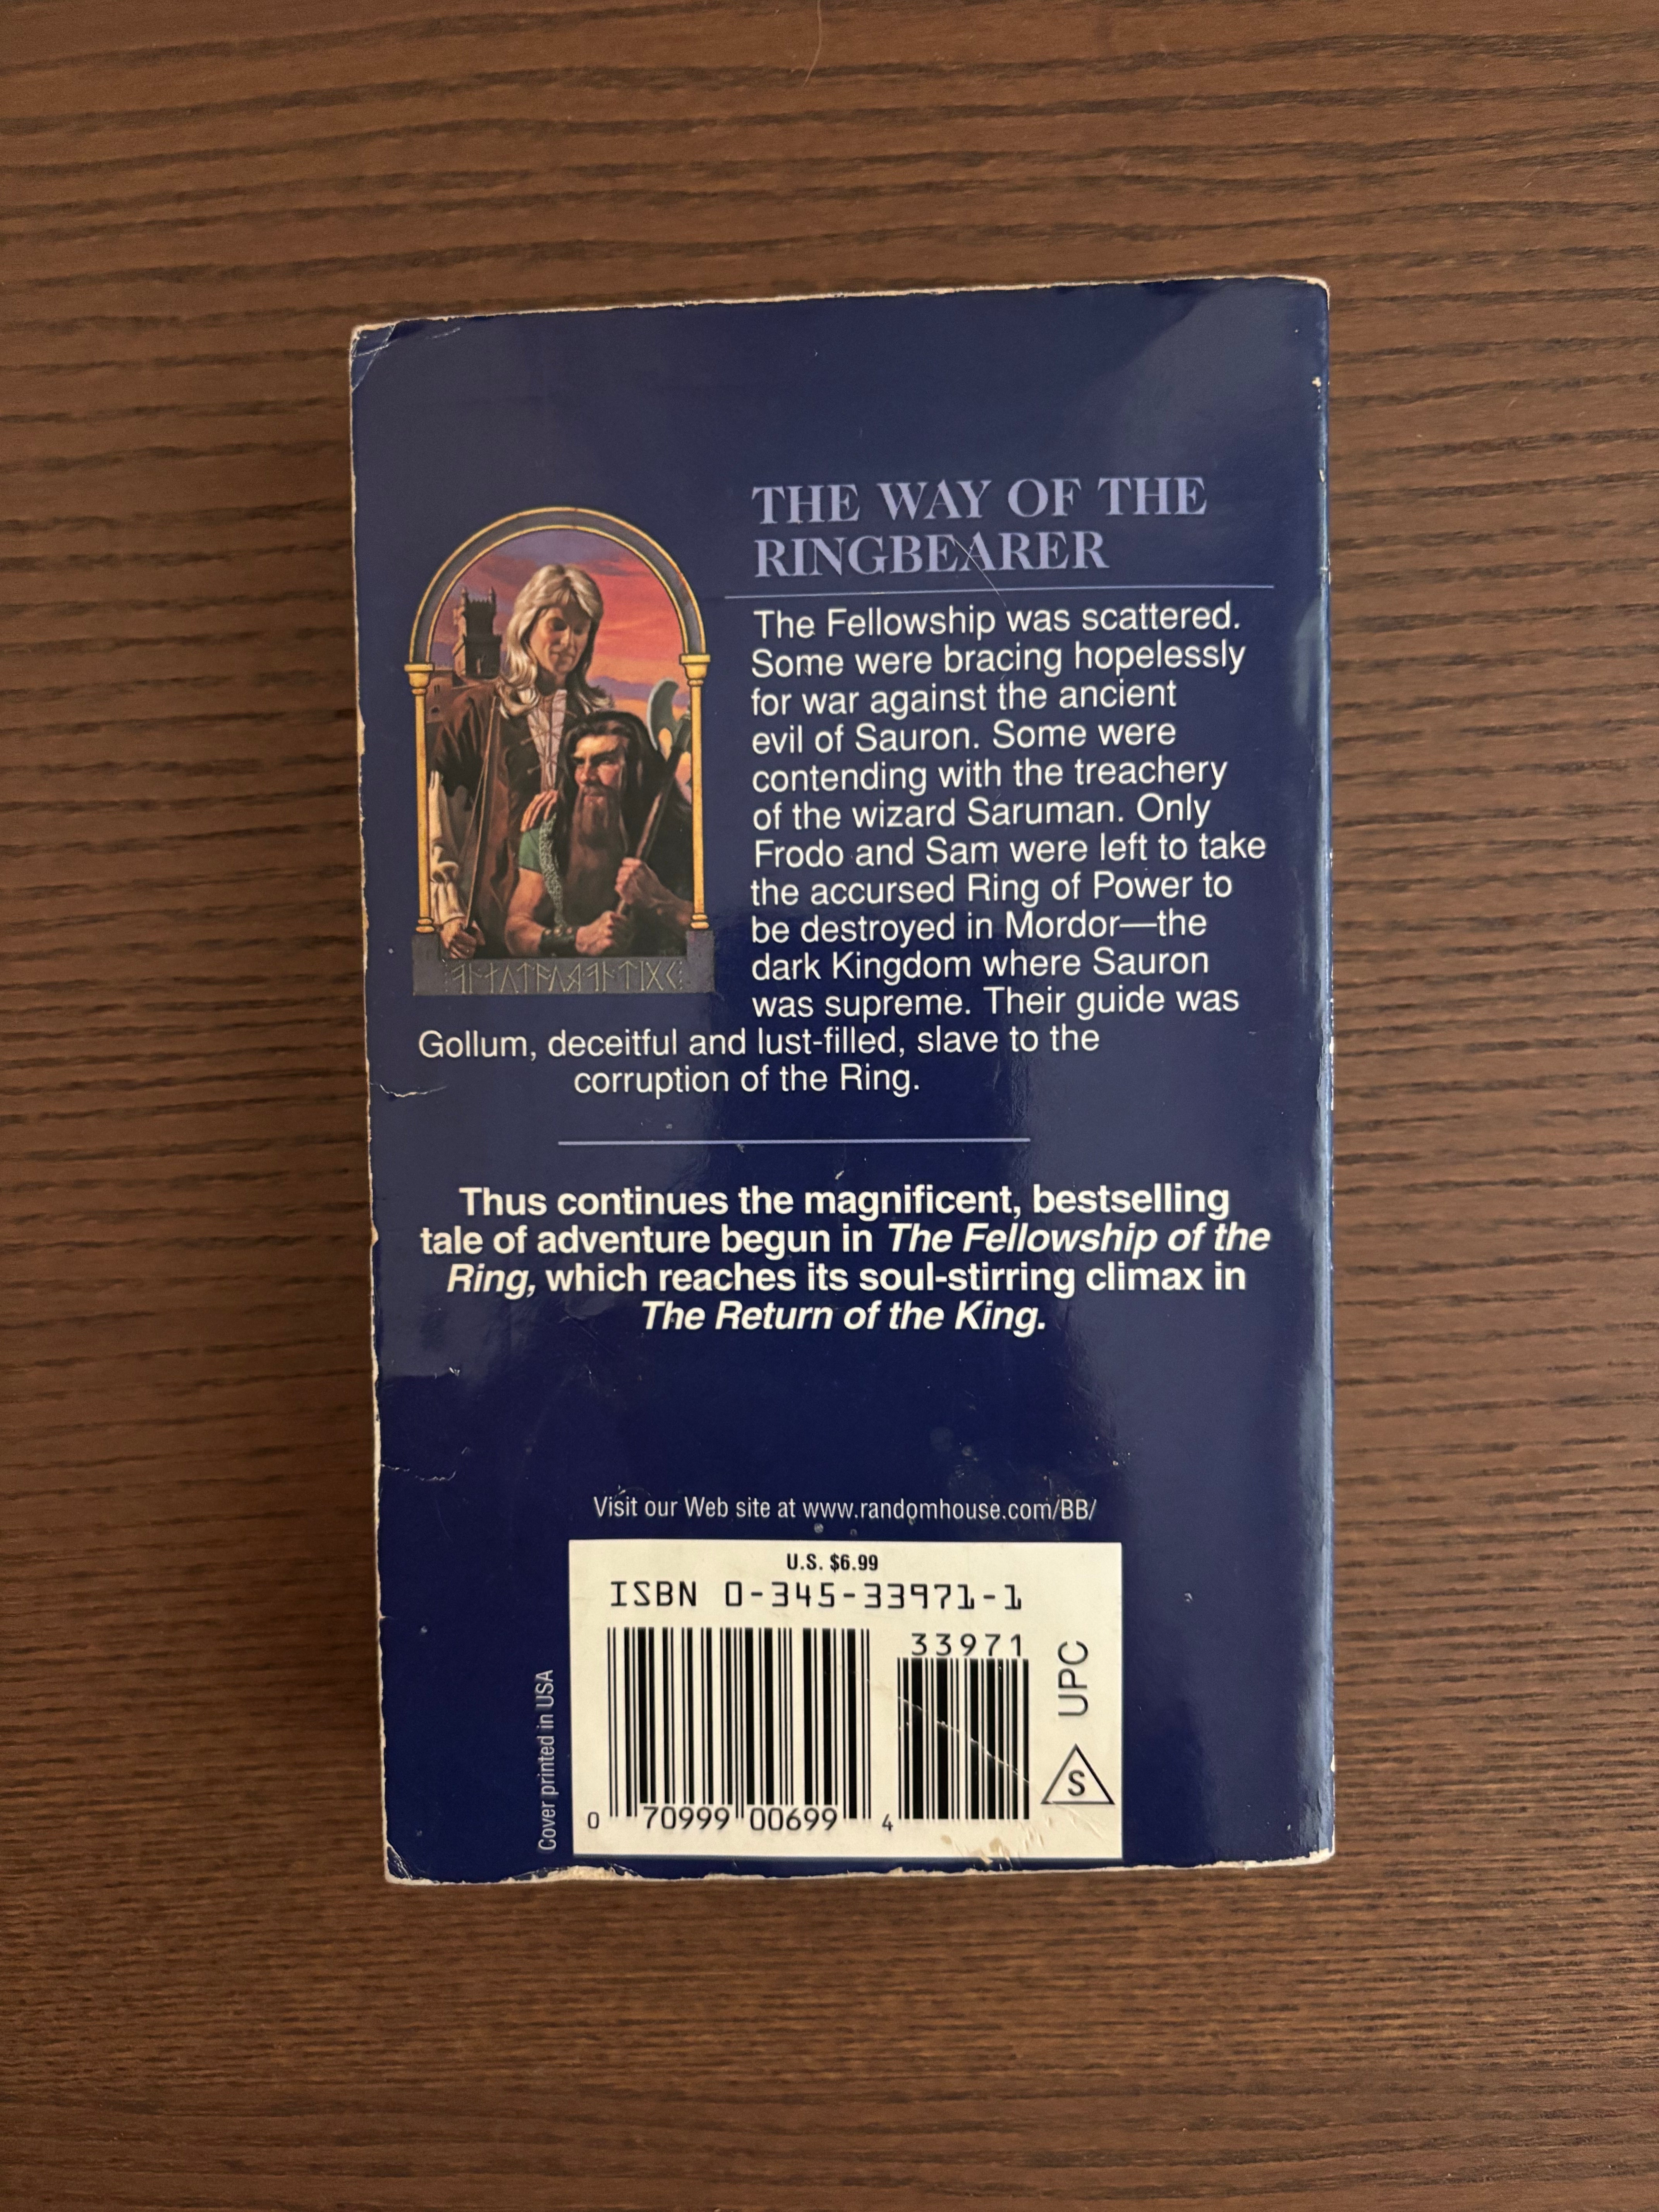 THE WAY OF THE
RINGBEARER
The Fellowship was scattered.
Some were bracing hopelessly
for war against the ancient
evil of Sauron. Some were
contending with the treachery
of the wizard Saruman. Only
Frodo and Sam were left to take
the accursed Ring of Power to
be destroyed in Mordor—the
dark Kingdom where Sauron
was supreme. Their guide was
Gollum, deceitful and lust-filled, slave to the
corruption of the Ring.
Thus continues the magnificent, bestselling
tale of adventure begun in The Fellowship of the
Ring, which reaches its soul-stirring climax in
The Return of the King.
Visit our Web site at www.randomhouse.com/BB/
U.S. $6.99
ISBN 0-345-33971-1
33971
0 70999 00699 4
UPC
S
Cover printed in USA